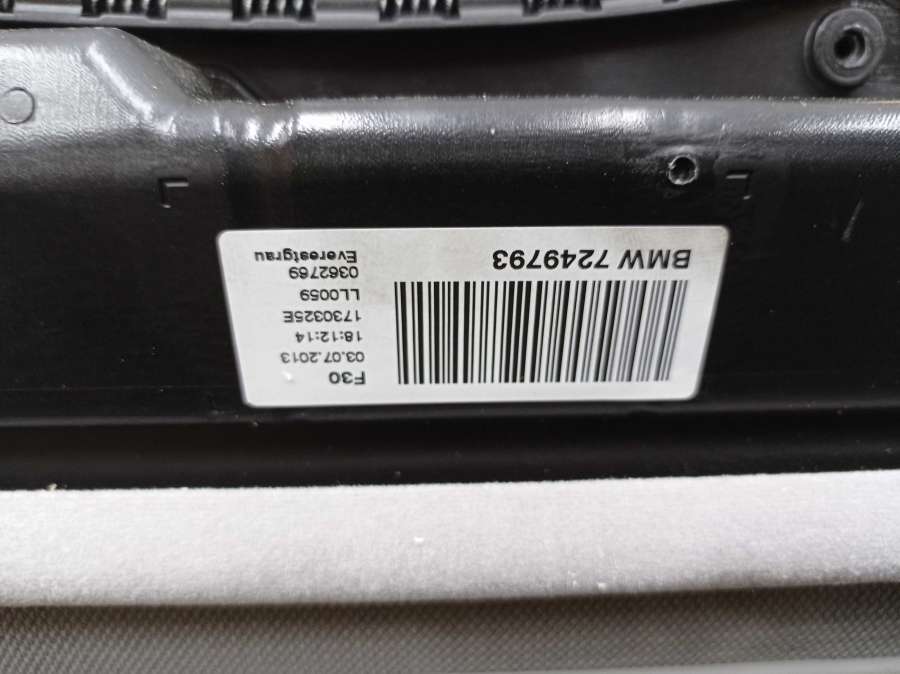 F30
03.07.2013
18:12:14
1730325E
LL0059
0362769
Everestgrau
BMW 7249793